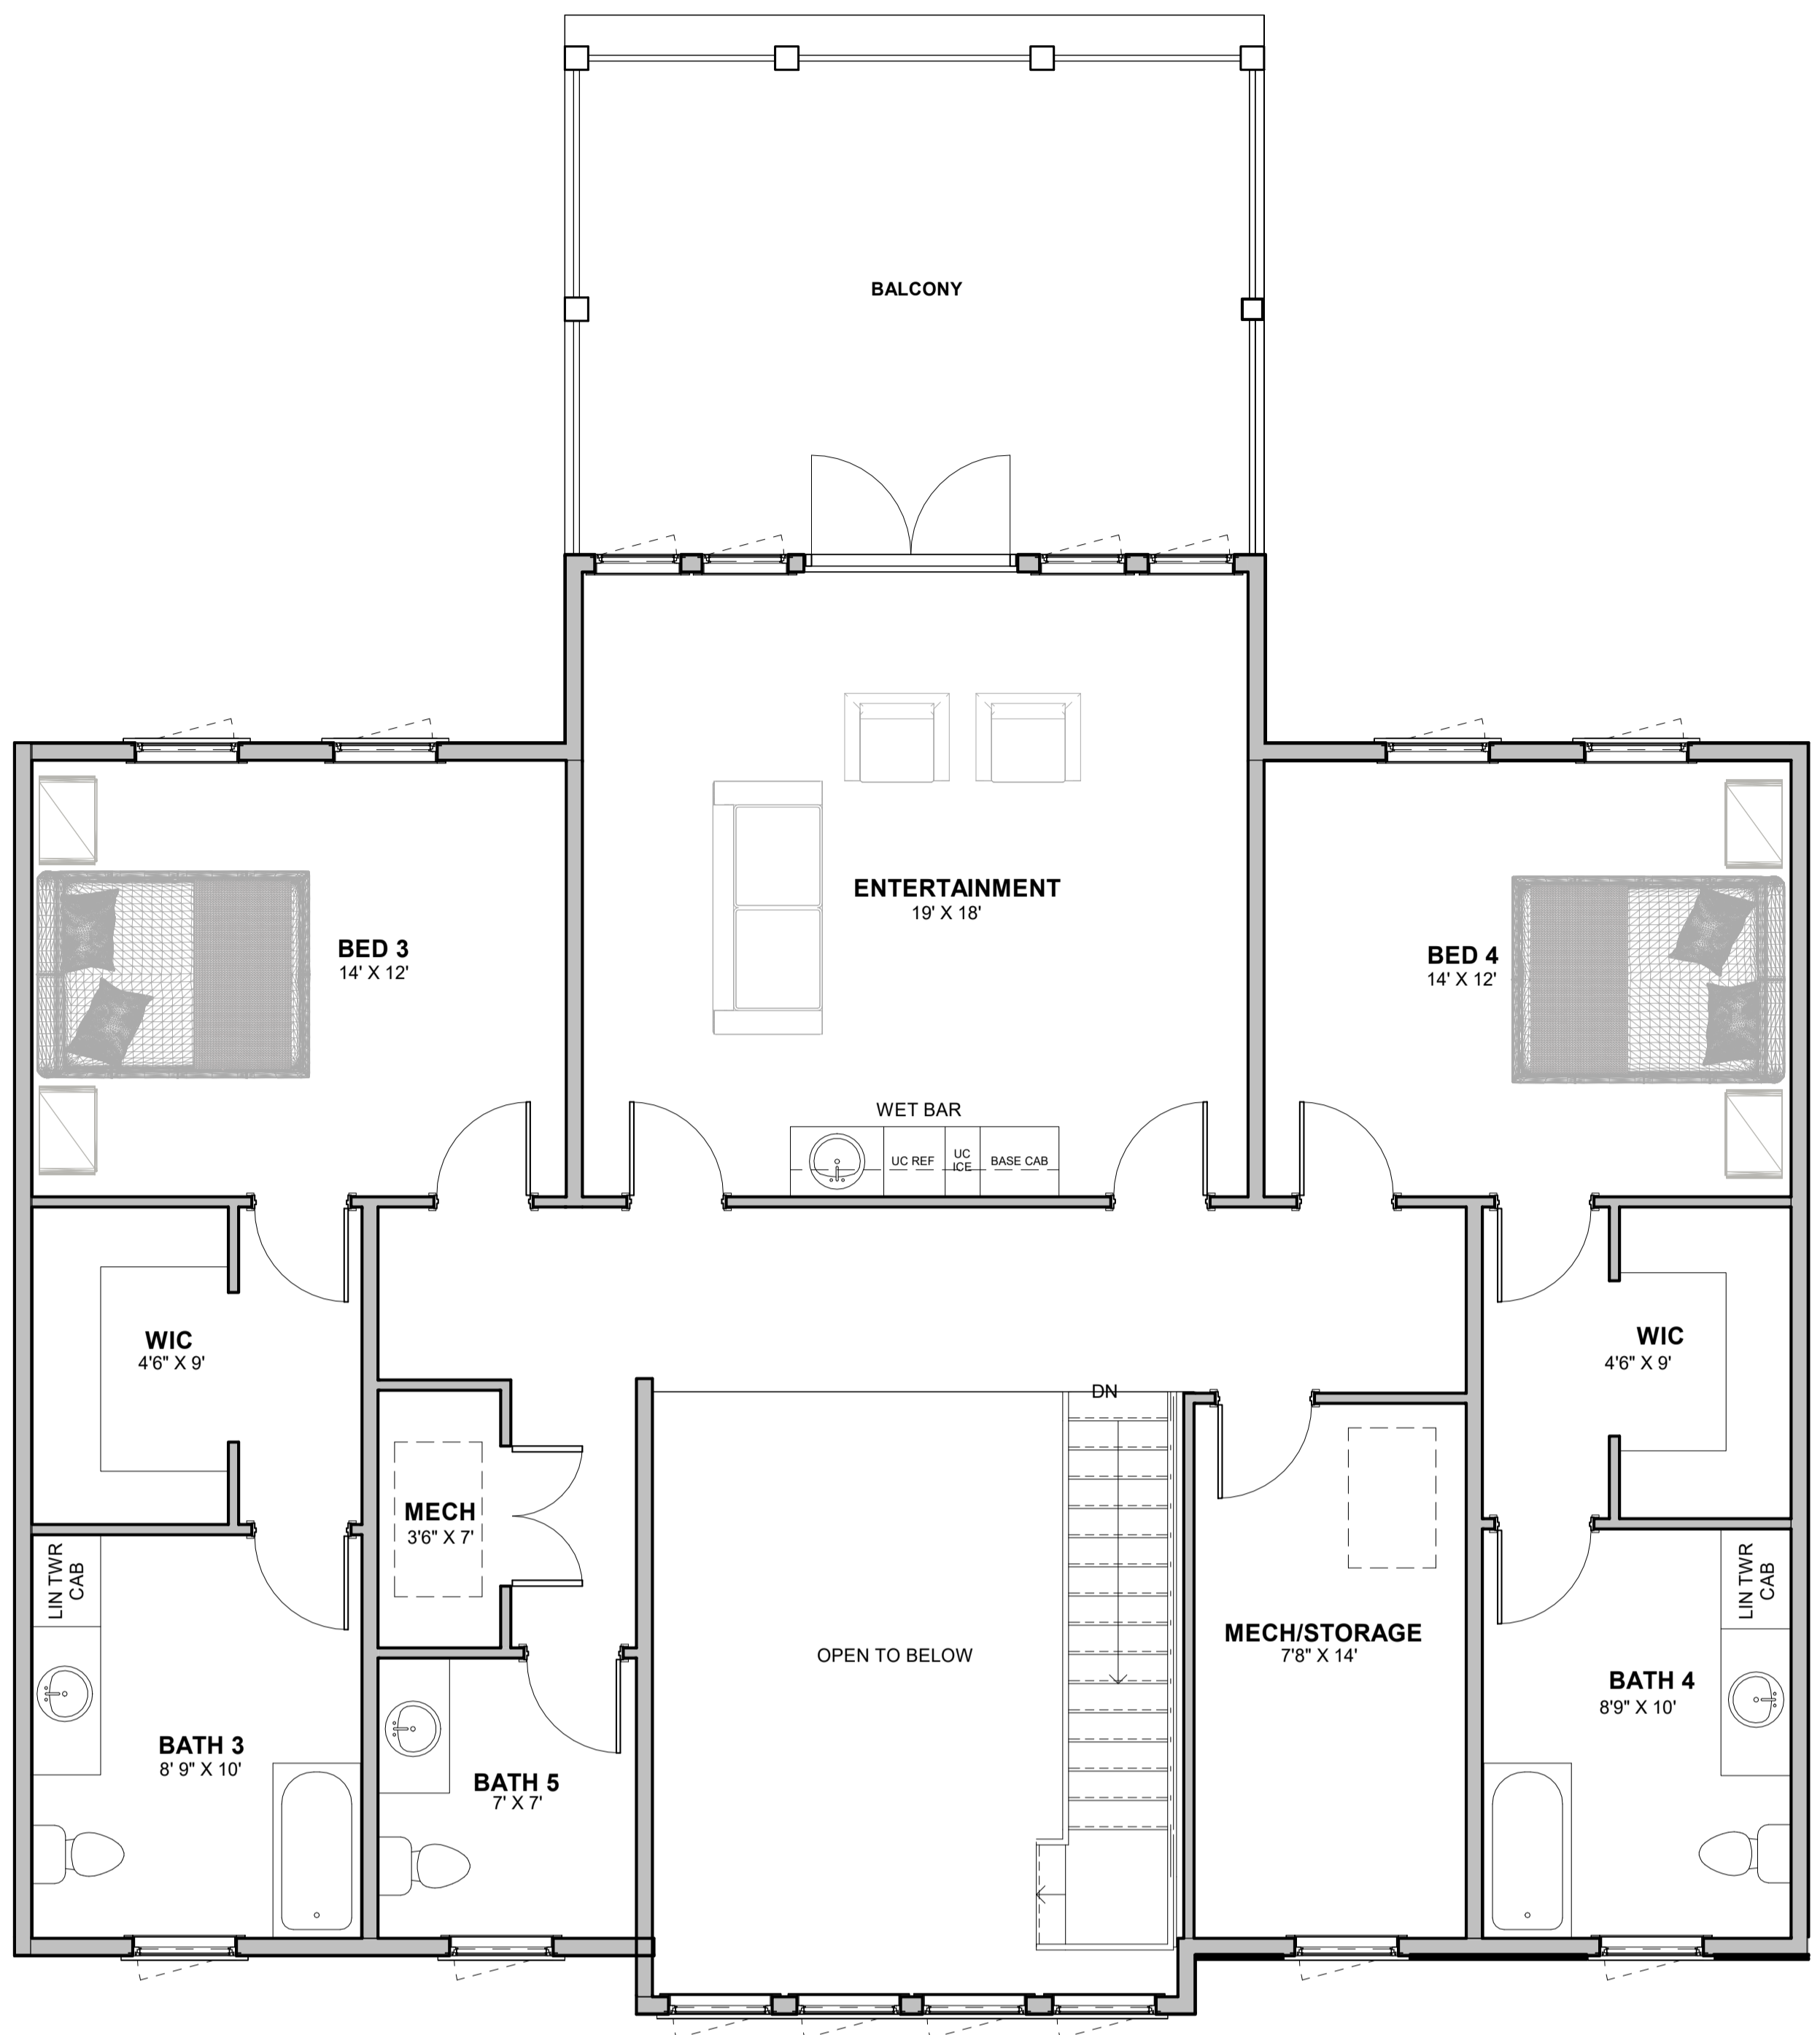 BALCONY
ENTERTAINMENT
19' X 18'
BED 3
14' X 12'
BED 4
14' X 12'
WET BAR
UC REF
UC
ICE
BASE CAB
WIC
4'6" X 9'
WIC
4'6" X 9'
DN
MECH
3'6" X 7'
LIN TWR
CAB
LIN TWR
CAB
MECH/STORAGE
7'8" X 14'
OPEN TO BELOW
BATH 4
8'9" X 10'
BATH 3
8' 9" X 10'
BATH 5
7' X 7'